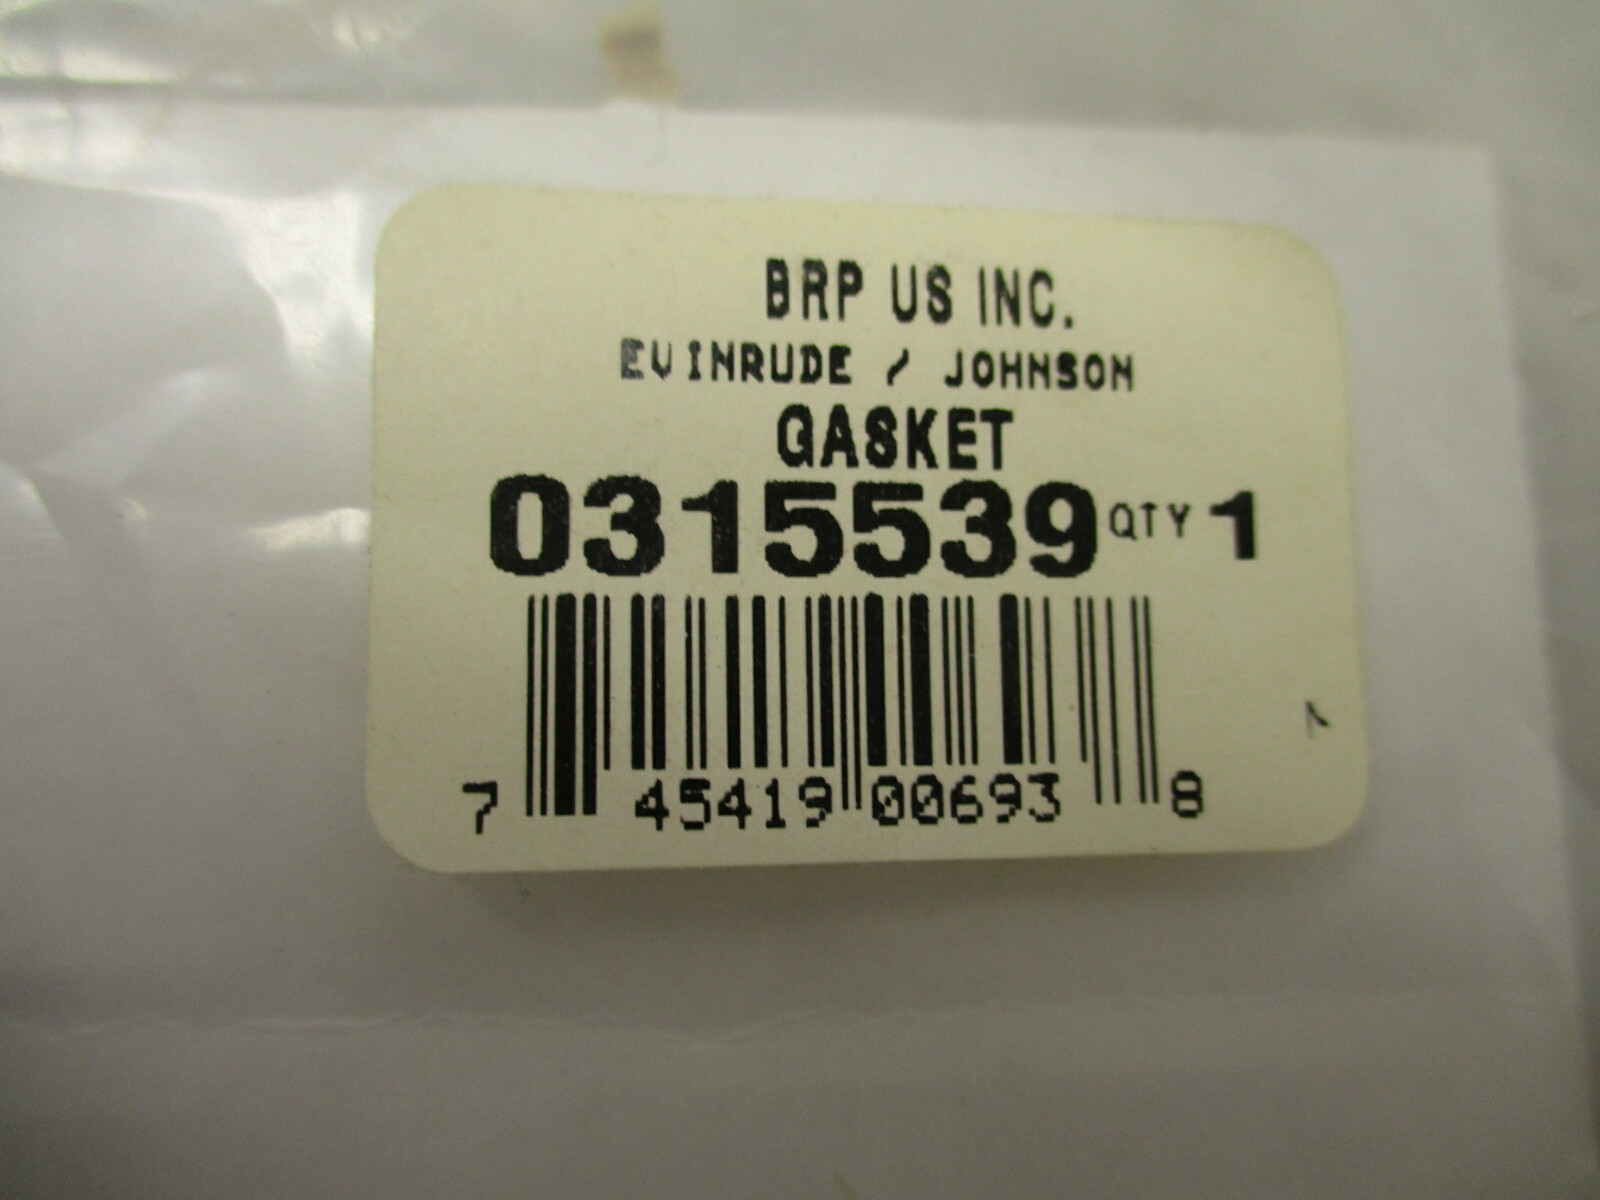 BRP US INC.
EVINRUDE / JOHNSON
GASKET
0315539 QTY 1
7 45419 00693 8